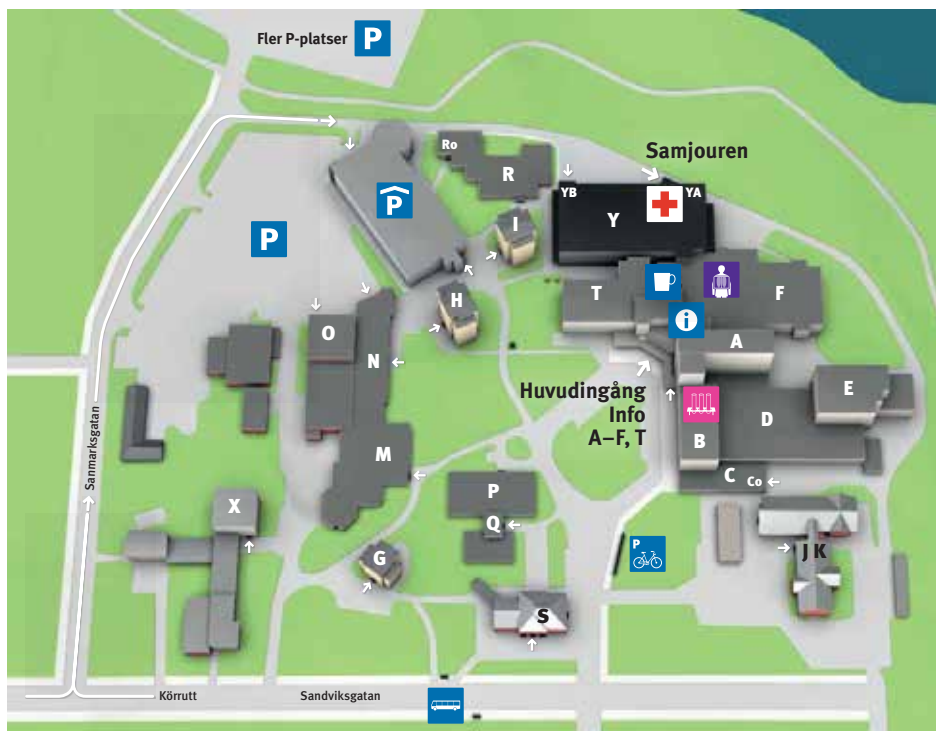 Fler P-platser P
Samjouren
Ro
R
YB
YA
Y
P
I
P
H
T
F
i
O
N
A
Huvudingång
Info
A–F, T
E
D
B
M
C
Co
P
Q
X
G
P
J K
S
Sanmarksgatan
Körrutt
Sandviksgatan